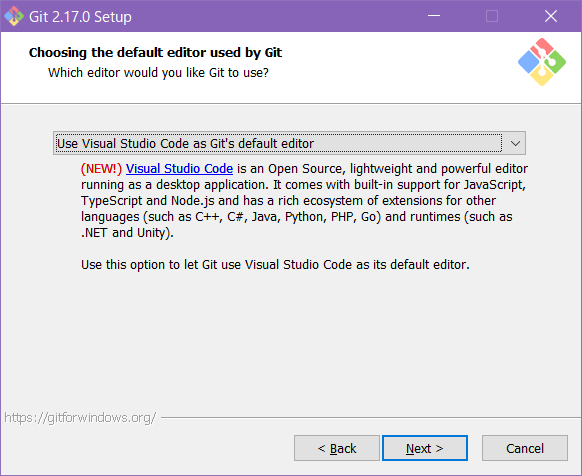 Git 2.17.0 Setup
Choosing the default editor used by Git
Which editor would you like Git to use?
Use Visual Studio Code as Git's default editor
(NEW!) Visual Studio Code is an Open Source, lightweight and powerful editor
running as a desktop application. It comes with built-in support for JavaScript,
TypeScript and Node.js and has a rich ecosystem of extensions for other
languages (such as C++, C#, Java, Python, PHP, Go) and runtimes (such as
.NET and Unity).
Use this option to let Git use Visual Studio Code as its default editor.
https://gitforwindows.org/
< Back
Next >
Cancel